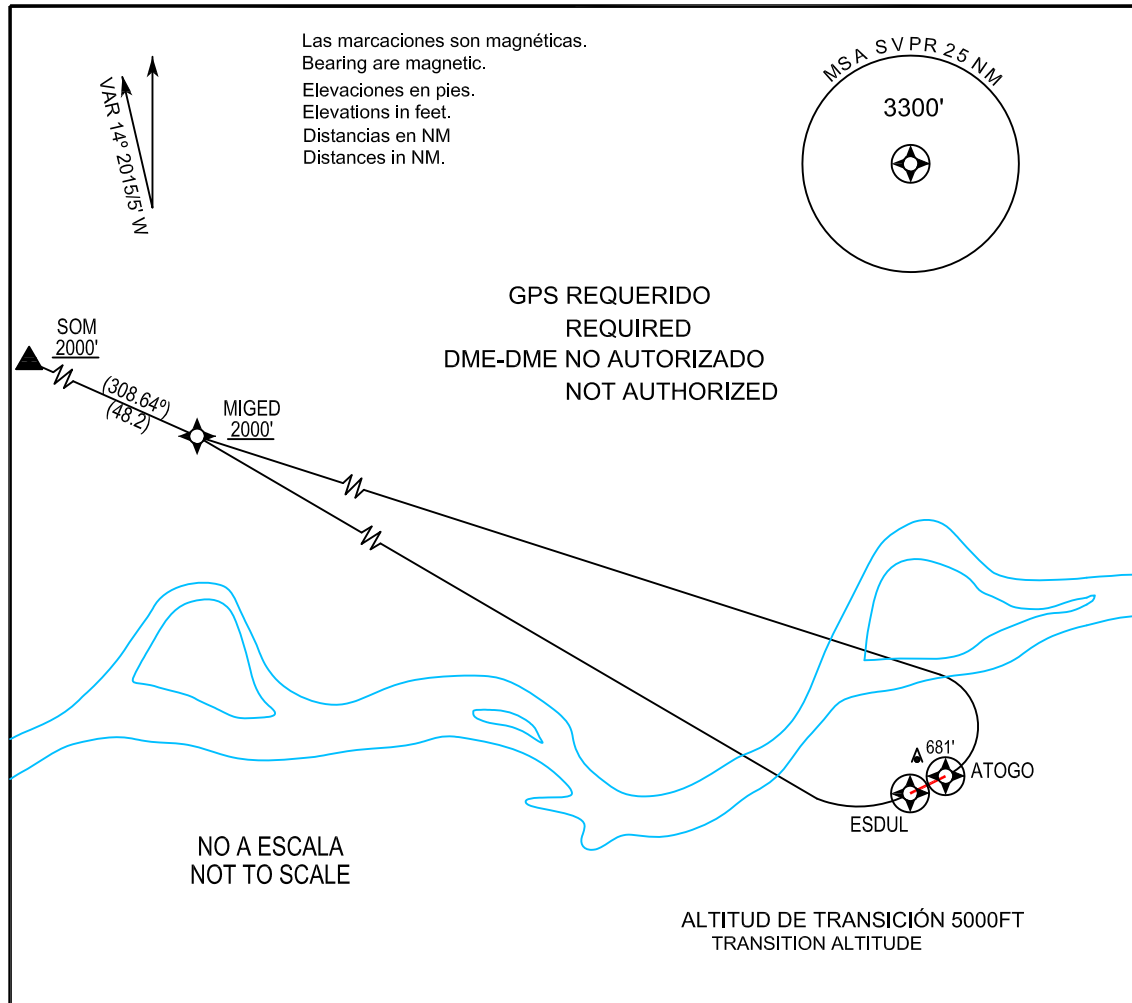 Las marcaciones son magnéticas.
Bearing are magnetic.
Elevaciones en pies.
Elevations in feet.
Distancias en NM
Distances in NM.
VAR 14º 2015/5' W
MSA SVPR 25 NM
3300'
GPS REQUERIDO
REQUIRED
DME-DME NO AUTORIZADO
NOT AUTHORIZED
SOM
2000'
(308.64º)
(48.2)
MIGED
2000'
681'
ATOGO
ESDUL
NO A ESCALA
NOT TO SCALE
ALTITUD DE TRANSICIÓN 5000FT
TRANSITION ALTITUDE